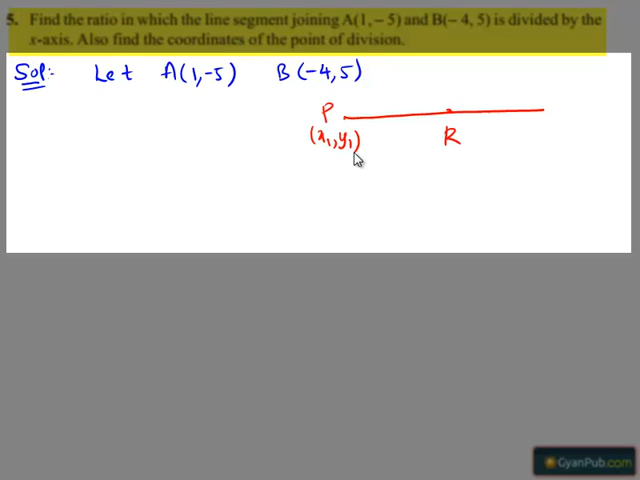 5. Find the ratio in which the line segment joining A(1, – 5) and B(– 4, 5) is divided by the
x-axis. Also find the coordinates of the point of division.
Sol: Let A(1,-5) B(-4,5)
P
(x₁,y₁) R
GyanPub.com